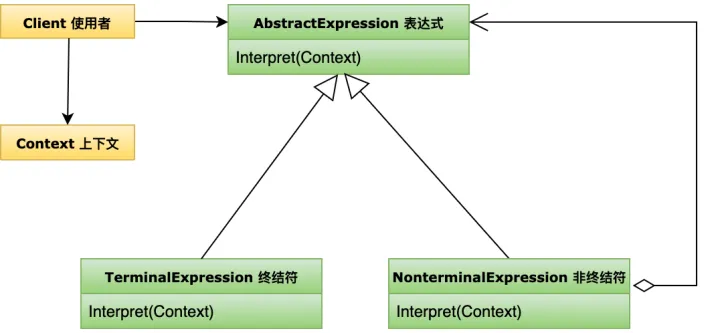 Client 使用者
AbstractExpression 表达式
Interpret(Context)
Context 上下文
TerminalExpression 终结符
Interpret(Context)
NonterminalExpression 非终结符
Interpret(Context)